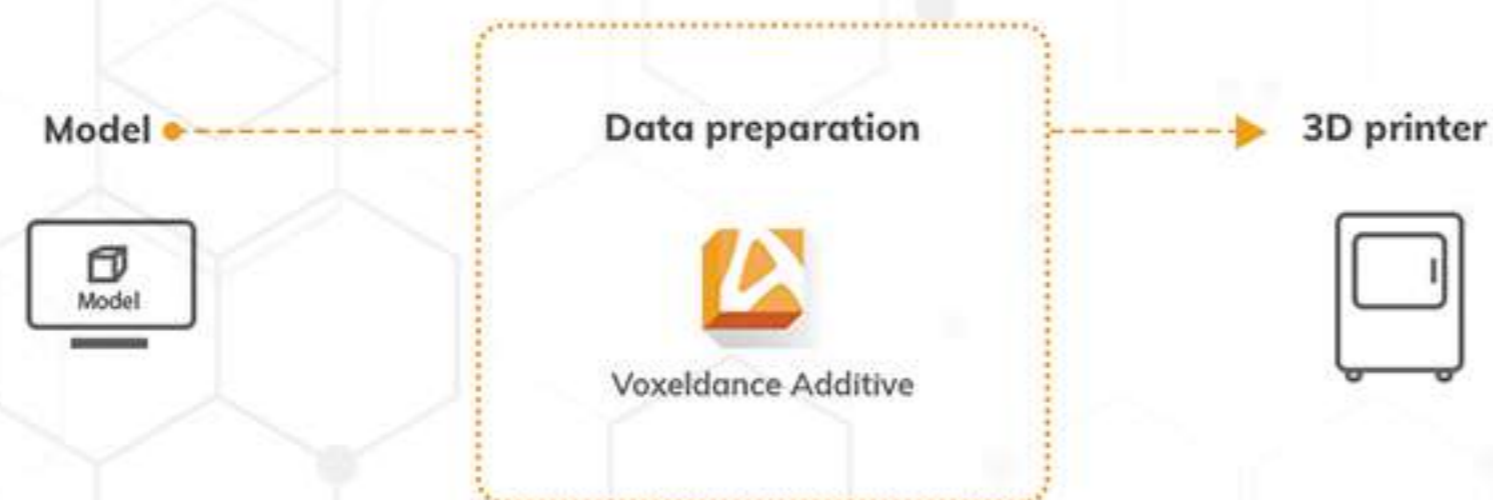 Model
Data preparation
3D printer
Model
Voxeldance Additive